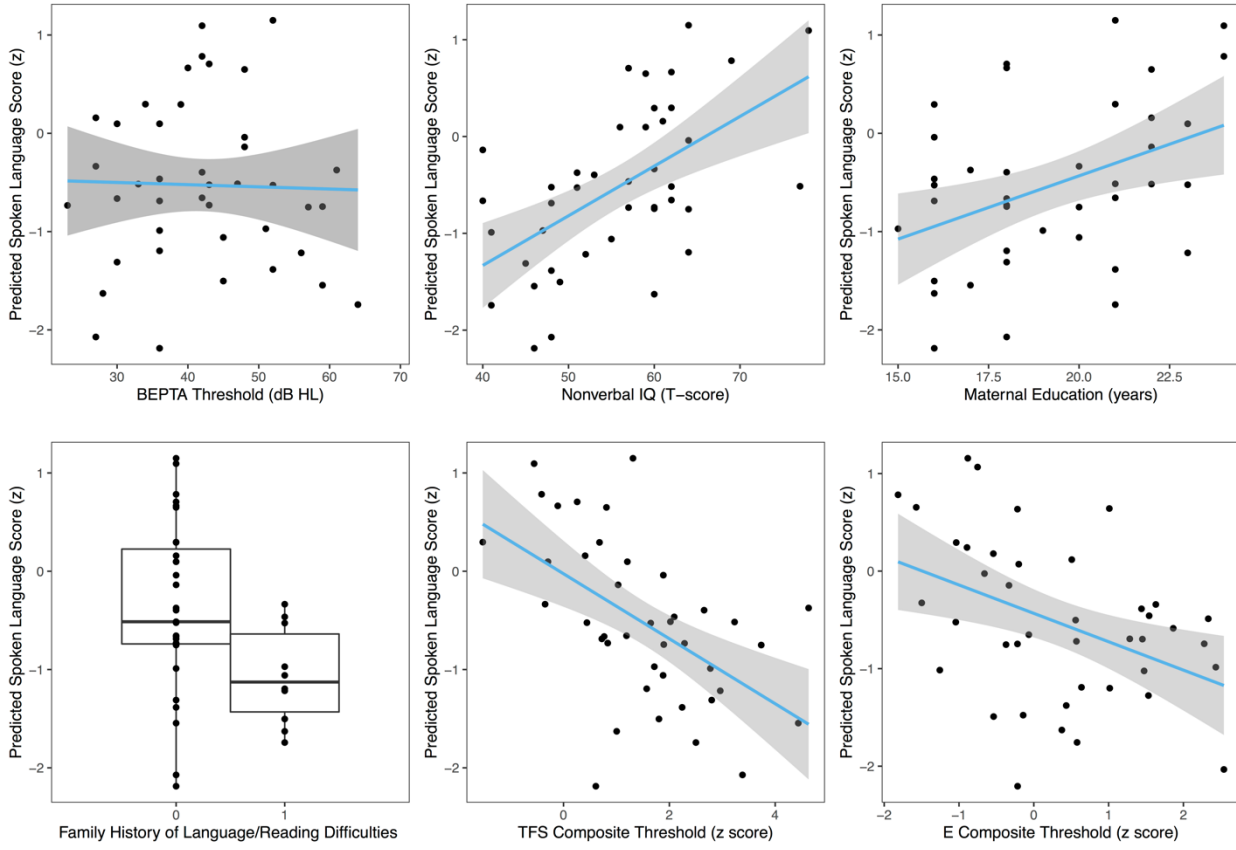 Predicted Spoken Language Score (z)
1
0
−1
−2
30 40 50 60 70
BEPTA Threshold (dB HL)
Predicted Spoken Language Score (z)
1
0
−1
−2
40 50 60 70
Nonverbal IQ (T−score)
Predicted Spoken Language Score (z)
1
0
−1
−2
15.0 17.5 20.0 22.5
Maternal Education (years)
Predicted Spoken Language Score (z)
1
0
−1
−2
0 1
Family History of Language/Reading Difficulties
Predicted Spoken Language Score (z)
1
0
−1
−2
0 2 4
TFS Composite Threshold (z score)
Predicted Spoken Language Score (z)
1
0
−1
−2
−2 −1 0 1 2
E Composite Threshold (z score)